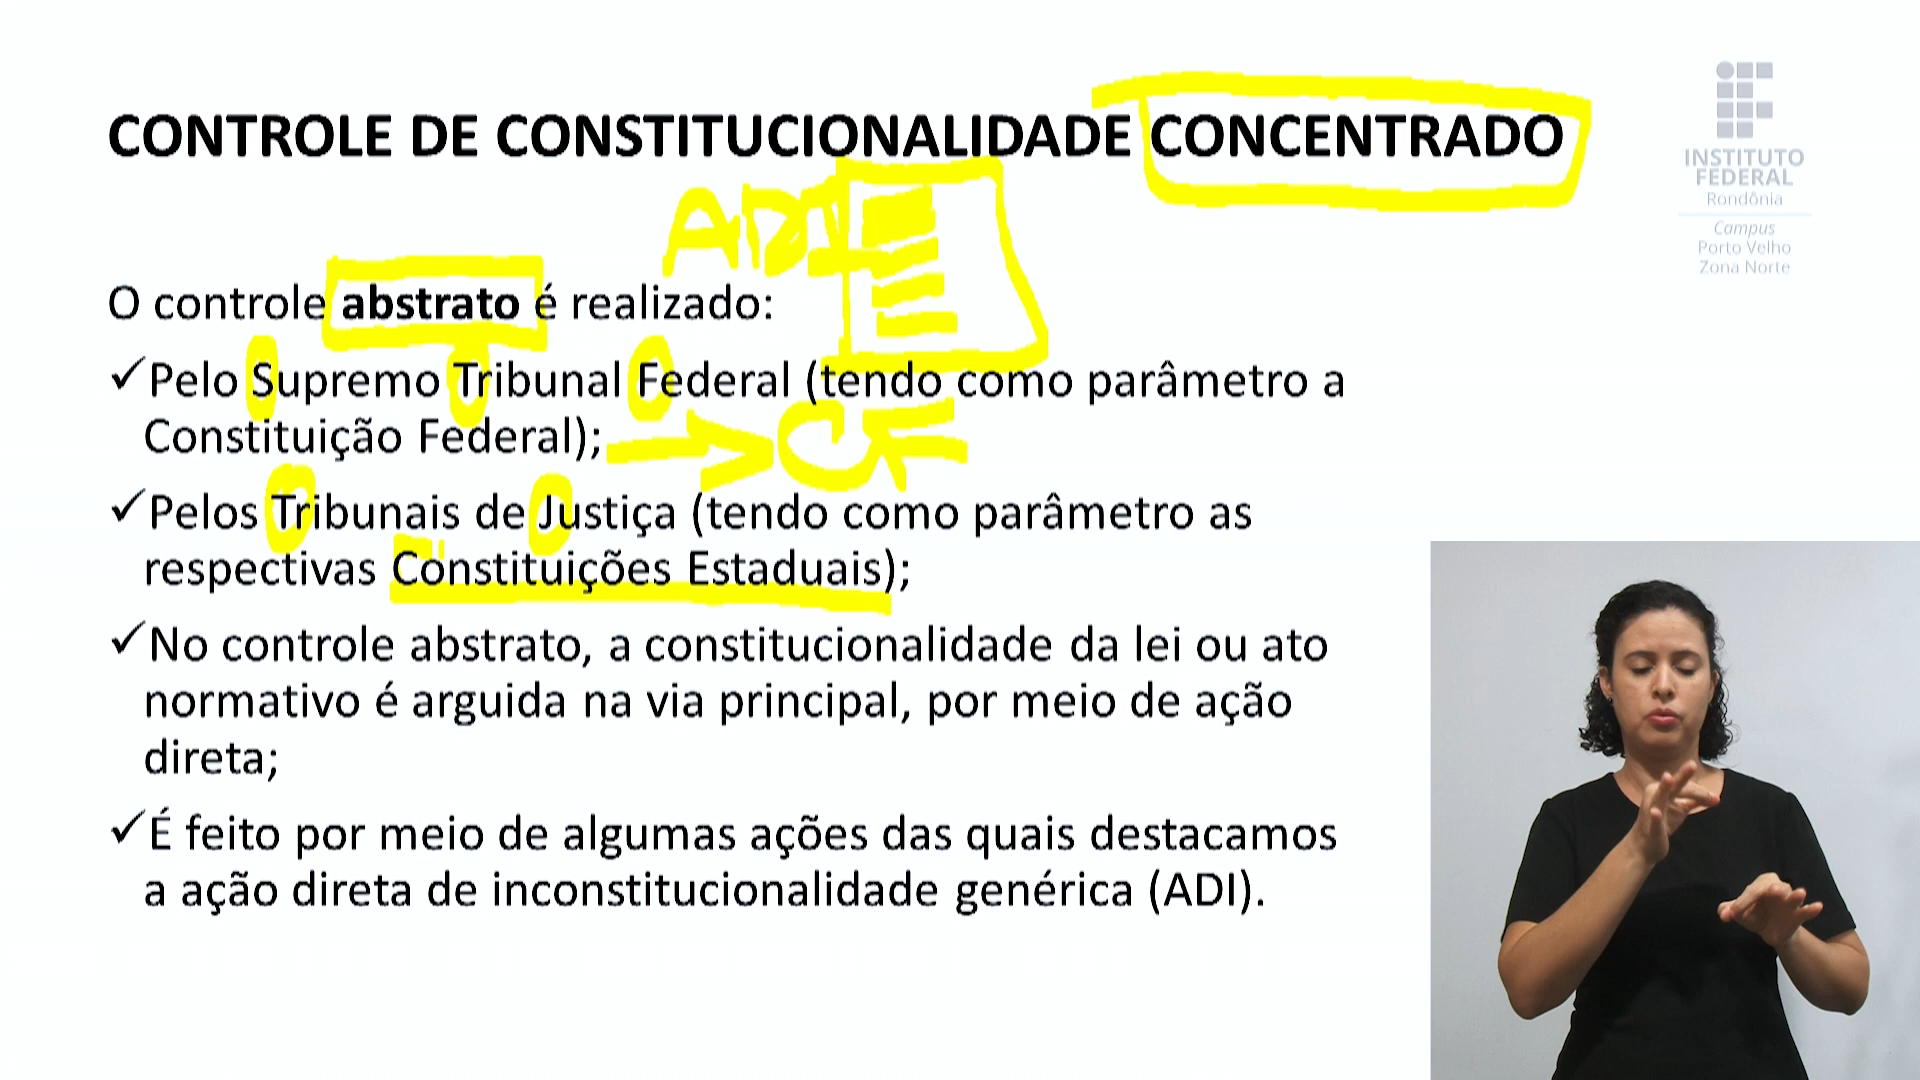 CONTROLE DE CONSTITUCIONALIDADE CONCENTRADO
INSTITUTO
FEDERAL
Rondônia
Campus
Porto Velho
Zona Norte
ADI
O controle abstrato é realizado:
✓Pelo Supremo Tribunal Federal (tendo como parâmetro a
Constituição Federal);
CF
✓Pelos Tribunais de Justiça (tendo como parâmetro as
respectivas Constituições Estaduais);
✓No controle abstrato, a constitucionalidade da lei ou ato
normativo é arguida na via principal, por meio de ação
direta;
✓É feito por meio de algumas ações das quais destacamos
a ação direta de inconstitucionalidade genérica (ADI).